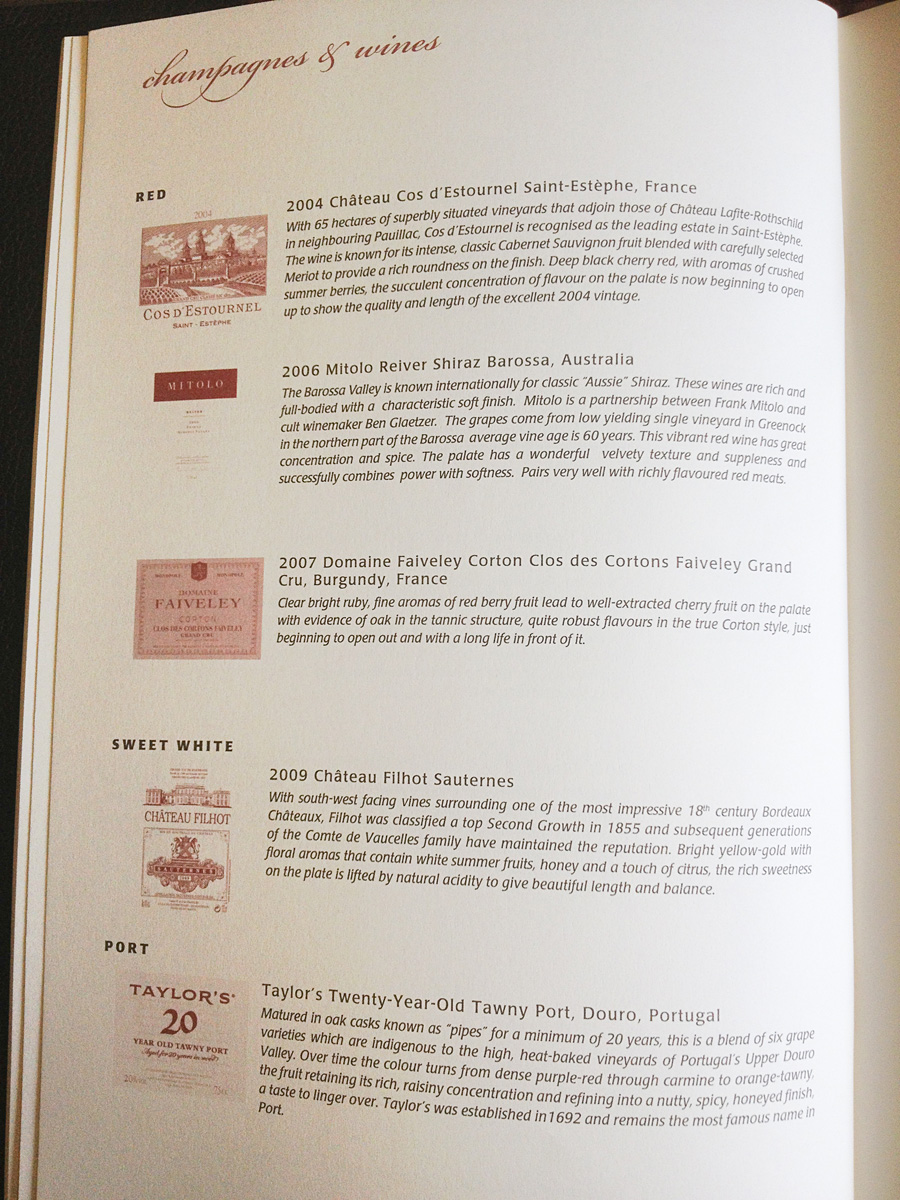 champagnes & wines
RED
2004
COS D'ESTOURNEL
SAINT-ESTÈPHE
2004 Château Cos d'Estournel Saint-Estèphe, France
With 65 hectares of superbly situated vineyards that adjoin those of Château Lafite-Rothschild
in neighbouring Pauillac, Cos d'Estournel is recognised as the leading estate in Saint-Estèphe.
The wine is known for its intense, classic Cabernet Sauvignon fruit blended with carefully selected
Merlot to provide a rich roundness on the finish. Deep black cherry red, with aromas of crushed
summer berries, the succulent concentration of flavour on the palate is now beginning to open
up to show the quality and length of the excellent 2004 vintage.
MITOLO
2006 Mitolo Reiver Shiraz Barossa, Australia
The Barossa Valley is known internationally for classic "Aussie" Shiraz. These wines are rich and
full-bodied with a characteristic soft finish. Mitolo is a partnership between Frank Mitolo and
cult winemaker Ben Glaetzer. The grapes come from low yielding single vineyard in Greenock
in the northern part of the Barossa average vine age is 60 years. This vibrant red wine has great
concentration and spice. The palate has a wonderful velvety texture and suppleness and
successfully combines power with softness. Pairs very well with richly flavoured red meats.
DOMAINE
FAIVELEY
CORTON
CLOS DES CORTONS FAIVELEY
GRAND CRU
2007 Domaine Faiveley Corton Clos des Cortons Faiveley Grand
Cru, Burgundy, France
Clear bright ruby, fine aromas of red berry fruit lead to well-extracted cherry fruit on the palate
with evidence of oak in the tannic structure, quite robust flavours in the true Corton style, just
beginning to open out and with a long life in front of it.
SWEET WHITE
CHÂTEAU FILHOT
SAUTERNES
2009 Château Filhot Sauternes
With south-west facing vines surrounding one of the most impressive 18th century Bordeaux
Châteaux, Filhot was classified a top Second Growth in 1855 and subsequent generations
of the Comte de Vaucelles family have maintained the reputation. Bright yellow-gold with
floral aromas that contain white summer fruits, honey and a touch of citrus, the rich sweetness
on the plate is lifted by natural acidity to give beautiful length and balance.
PORT
TAYLOR'S
20
YEAR OLD TAWNY PORT
Aged for 20 years in wood
Taylor's Twenty-Year-Old Tawny Port, Douro, Portugal
Matured in oak casks known as "pipes" for a minimum of 20 years, this is a blend of six grape
varieties which are indigenous to the high, heat-baked vineyards of Portugal's Upper Douro
Valley. Over time the colour turns from dense purple-red through carmine to orange-tawny,
the fruit retaining its rich, raisiny concentration and refining into a nutty, spicy, honeyed finish,
a taste to linger over. Taylor's was established in1692 and remains the most famous name in
Port.